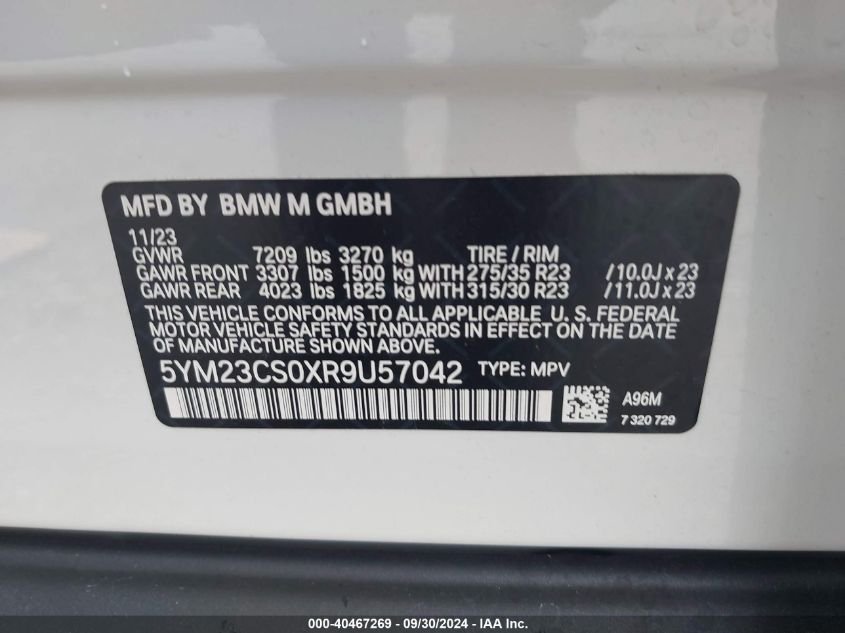 MFD BY BMW M GMBH
11/23
GVWR 7209 lbs 3270 kg TIRE / RIM
GAWR FRONT 3307 lbs 1500 kg WITH 275/35 R23 /10.0J x 23
GAWR REAR 4023 lbs 1825 kg WITH 315/30 R23 /11.0J x 23
THIS VEHICLE CONFORMS TO ALL APPLICABLE U. S. FEDERAL
MOTOR VEHICLE SAFETY STANDARDS IN EFFECT ON THE DATE
OF MANUFACTURE SHOWN ABOVE.
5YM23CS0XR9U57042 TYPE: MPV
A96M
7 320 729
000-40467269 - 09/30/2024 - IAA Inc.